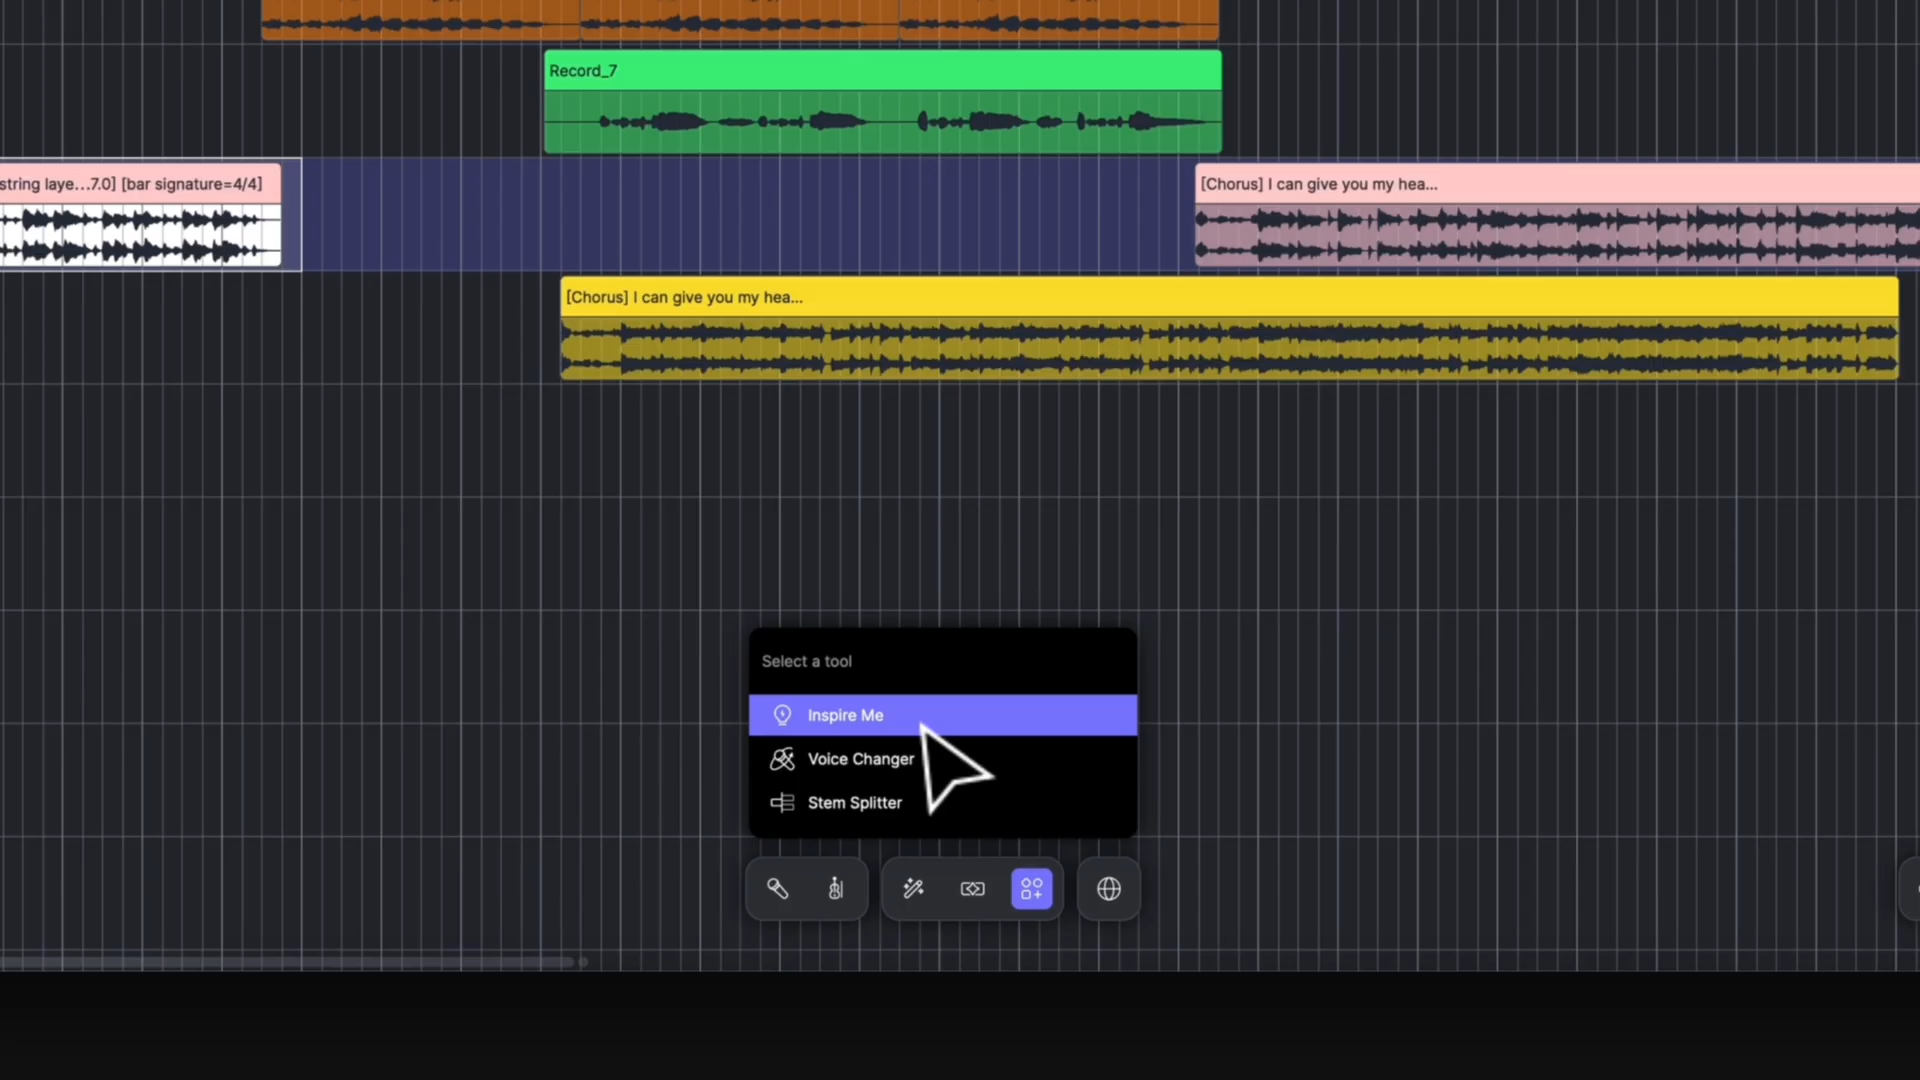 Record_7
string laye...7.0] [bar signature=4/4]
[Chorus] I can give you my hea...
[Chorus] I can give you my hea...
Select a tool
Inspire Me
Voice Changer
Stem Splitter